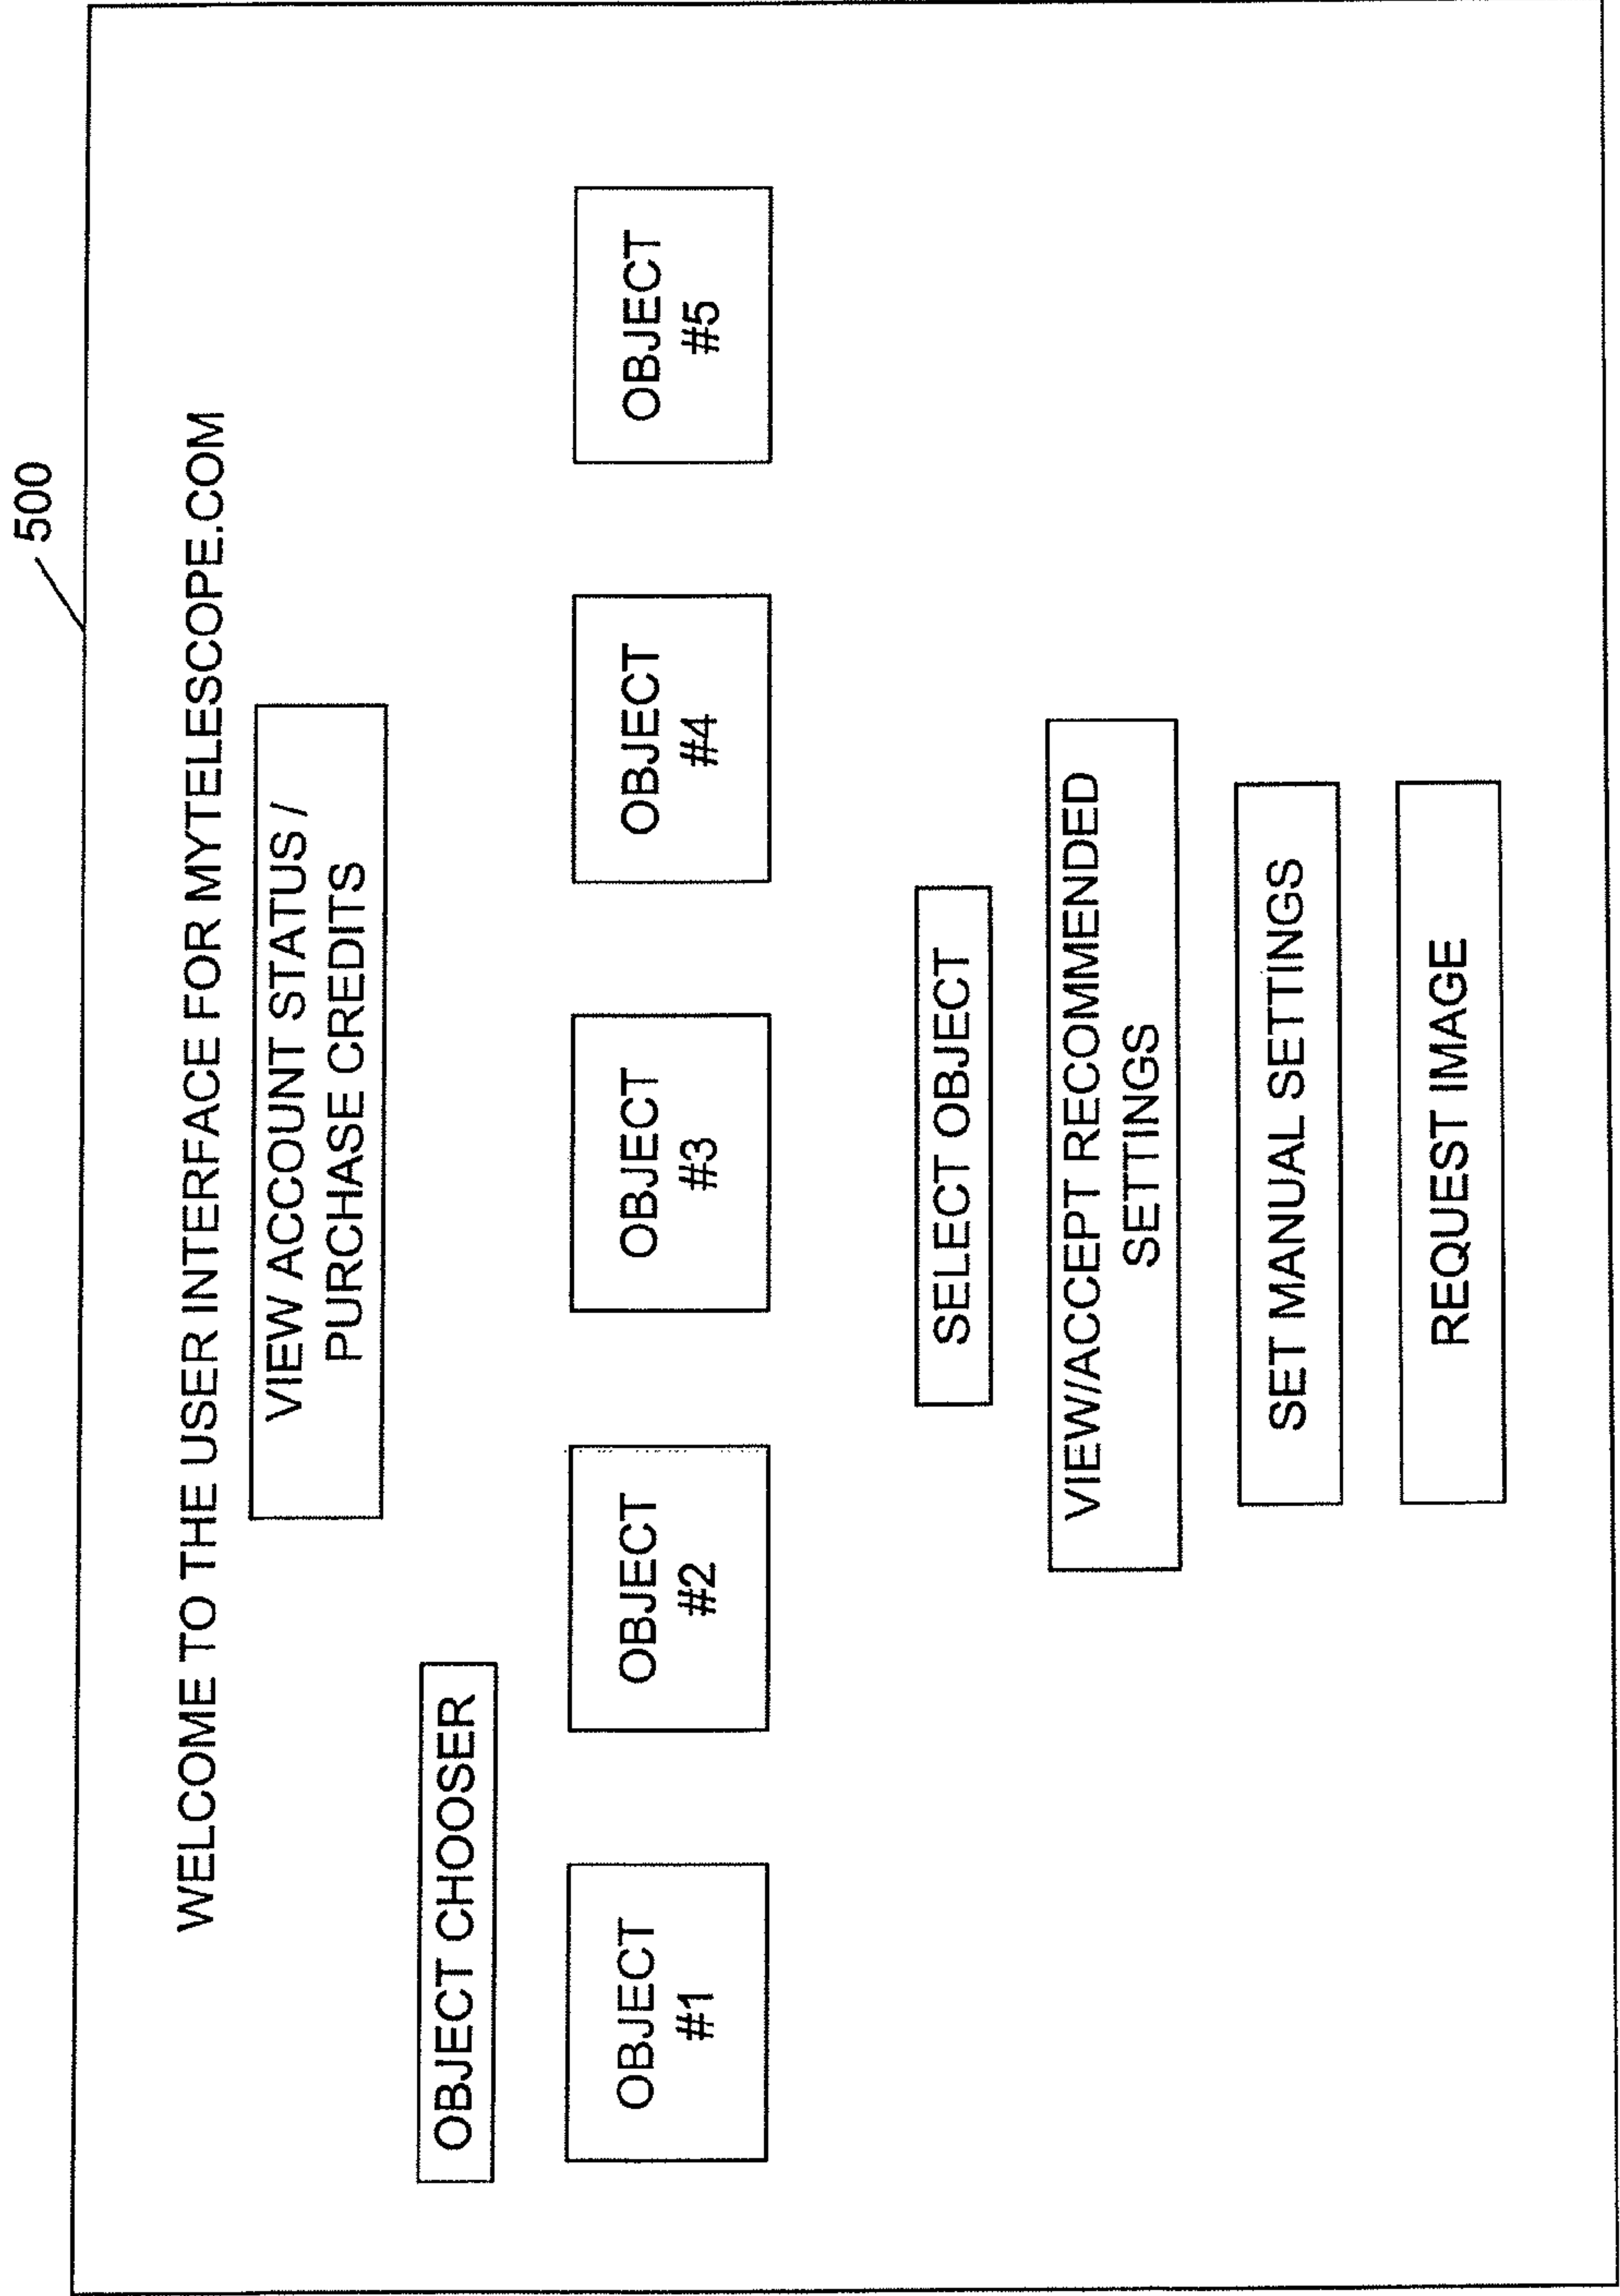 500
WELCOME TO THE USER INTERFACE FOR MYTELESCOPE.COM
VIEW ACCOUNT STATUS /
PURCHASE CREDITS
OBJECT CHOOSER
OBJECT
#1
OBJECT
#2
OBJECT
#3
OBJECT
#4
OBJECT
#5
SELECT OBJECT
VIEW/ACCEPT RECOMMENDED
SETTINGS
SET MANUAL SETTINGS
REQUEST IMAGE